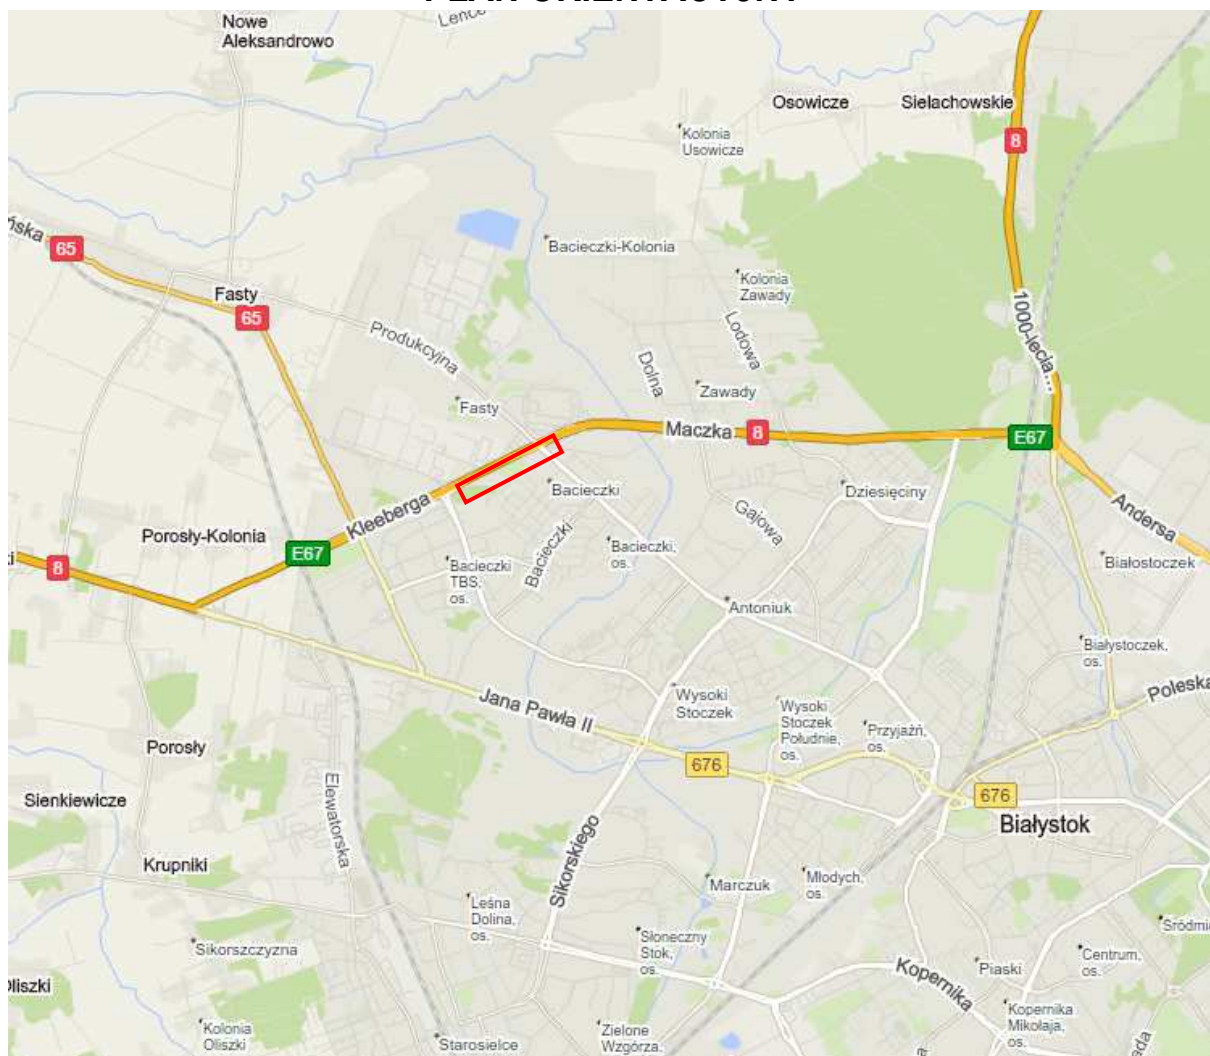 Nowe
Aleksandrowo
Osowicze
Sielachowskie
Kolonia
Usowicze
8
65
Bacieczki-Kolonia
Kolonia
Zawady
Fasty
65
Produkcyjna
Lodowa
1000-lecia...
Dolna
Zawady
Fasty
Maczka
8
E67
Kleeberga
Bacieczki
Dziesięciny
Gajowa
Andersa
Porosły-Kolonia
E67
Bacieczki
Bacieczki,
os.
Białostoczek
8
Bacieczki
TBS,
os.
Antoniuk
Białystoczek,
os.
Poleska
Jana Pawła II
Wysoki
Stoczek
Wysoki
Stoczek
Południe,
os.
Przyjaźń,
os.
Porosły
676
676
Sienkiewicze
Elewatorska
Białystok
Krupniki
Sikorskiego
Marczuk
Młodych,
os.
Leśna
Dolina,
os.
Słoneczny
Stok,
os.
Sikorszczyzna
Kopernika
Piaski
Centrum,
os.
Kolonia
Oliszki
Starosielce
Zielone
Wzgórza,
Kopernika
Mikołaja,
os.